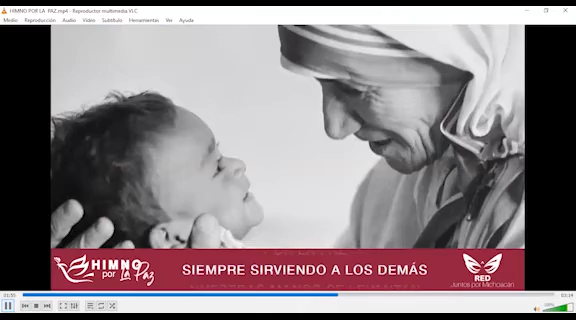 HIMNO POR LA PAZ.mp4 - Reproductor multimedia VLC
Medio Reproducción Audio Vídeo Subtítulo Herramientas Ver Ayuda
HIMNO
por La Paz
SIEMPRE SIRVIENDO A LOS DEMÁS
RED
Juntos por Michoacán
01:55
03:14